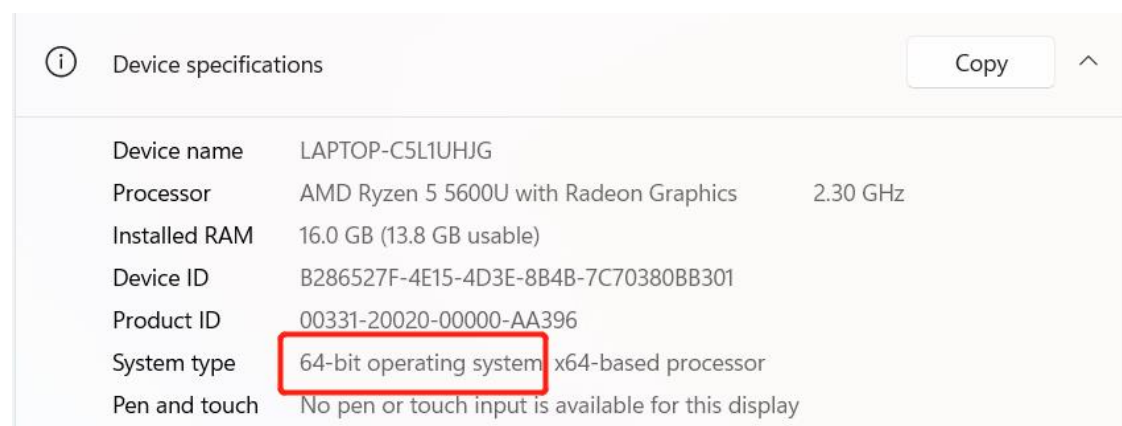 Device specifications Copy
Device name LAPTOP-C5L1UHJG
Processor AMD Ryzen 5 5600U with Radeon Graphics 2.30 GHz
Installed RAM 16.0 GB (13.8 GB usable)
Device ID B286527F-4E15-4D3E-8B4B-7C70380BB301
Product ID 00331-20020-00000-AA396
System type 64-bit operating system, x64-based processor
Pen and touch No pen or touch input is available for this display